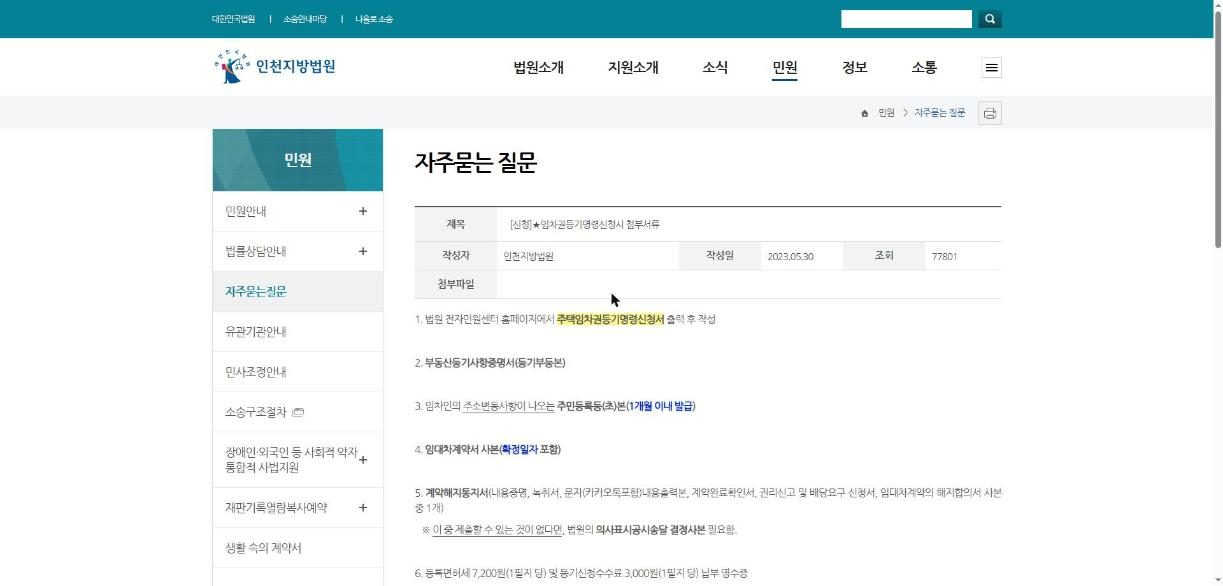 대한민국법원 | 소송안내마당 | 나홀로 소송
인천지방법원
법원소개 지원소개 소식 민원 정보 소통
민원 > 자주묻는 질문
민원
민원안내 +
법률상담안내 +
자주묻는질문
유관기관안내
민사조정안내
소송구조절차
장애인·외국인 등 사회적 약자
통합적 사법지원 +
재판기록열람복사예약 +
생활 속의 계약서
자주묻는 질문
제목 [신청]★임차권등기명령신청시 첨부서류
작성자 인천지방법원 작성일 2023.05.30 조회 77801
첨부파일
1. 법원 전자민원센터 홈페이지에서 주택임차권등기명령신청서 출력 후 작성
2. 부동산등기사항증명서(등기부등본)
3. 임차인의 주소변동사항이 나오는 주민등록등(초)본(1개월 이내 발급)
4. 임대차계약서 사본(확정일자 포함)
5. 계약해지통지서(내용증명, 녹취서, 문자(카카오톡포함)내용출력본, 계약완료확인서, 권리신고 및 배당요구 신청서, 임대차계약의 해지합의서 사본
중 1개)
※ 이 중 제출할 수 있는 것이 없다면, 법원의 의사표시공시송달 결정사본 필요함.
6. 등록면허세 7,200원(1필지 당) 및 등기신청수수료 3,000원(1필지 당) 납부 영수증